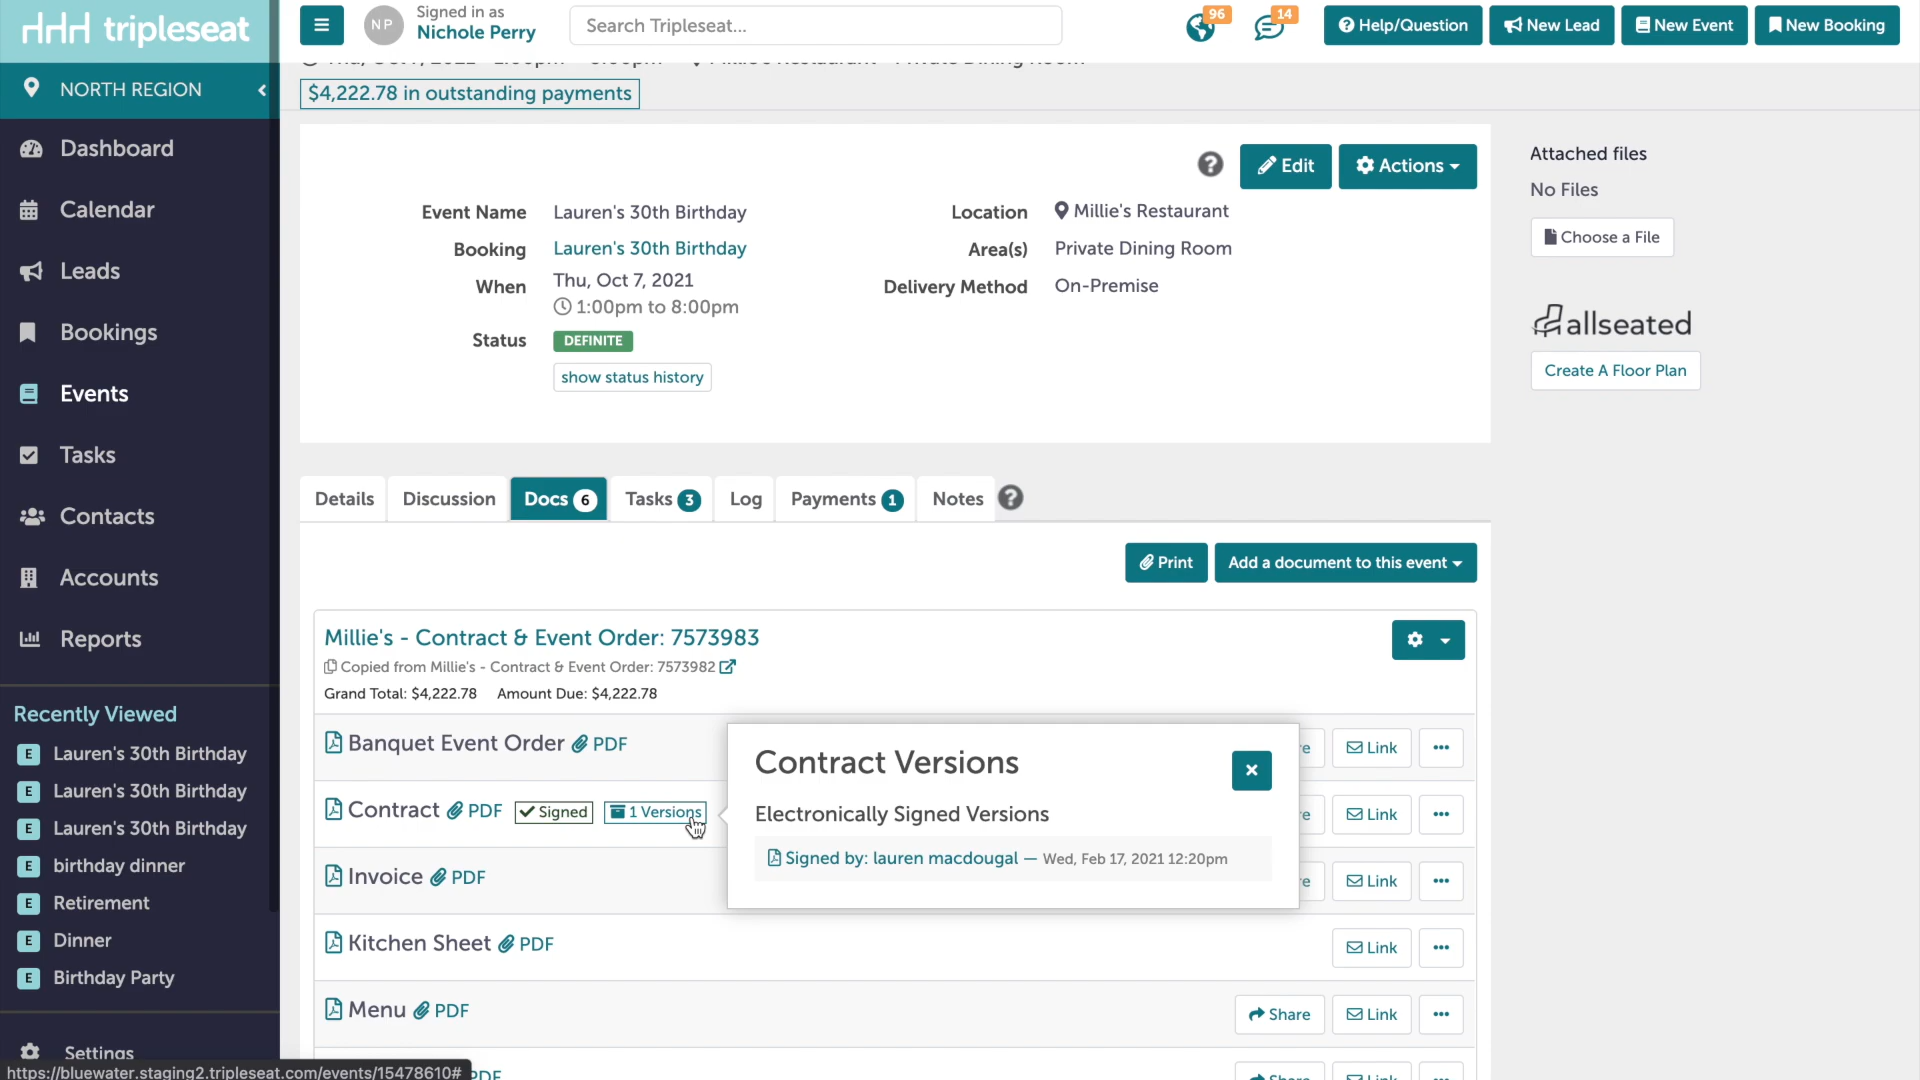 tripleseat
NP
Signed in as
Nichole Perry
Search Tripleseat...
96
14
Help/Question
New Lead
New Event
New Booking
NORTH REGION
$4,222.78 in outstanding payments
Dashboard
Calendar
Leads
Bookings
Events
Tasks
Contacts
Accounts
Reports
Recently Viewed
E Lauren's 30th Birthday
E Lauren's 30th Birthday
E Lauren's 30th Birthday
E birthday dinner
E Retirement
E Dinner
E Birthday Party
Settings
https://bluewater.staging2.tripleseat.com/events/15478610#
Edit
Actions
Event Name Lauren's 30th Birthday
Booking Lauren's 30th Birthday
When Thu, Oct 7, 2021
1:00pm to 8:00pm
Status DEFINITE
show status history
Location Millie's Restaurant
Area(s) Private Dining Room
Delivery Method On-Premise
Attached files
No Files
Choose a File
allseated
Create A Floor Plan
Details
Discussion
Docs 6
Tasks 3
Log
Payments 1
Notes
Print
Add a document to this event
Millie's - Contract & Event Order: 7573983
Copied from Millie's - Contract & Event Order: 7573982
Grand Total: $4,222.78 Amount Due: $4,222.78
Banquet Event Order PDF
Link
Contract PDF Signed 1 Versions
Link
Contract Versions
Electronically Signed Versions
Signed by: lauren macdougal — Wed, Feb 17, 2021 12:20pm
Invoice PDF
Link
Kitchen Sheet PDF
Link
Menu PDF
Share Link
PDF
Share Link